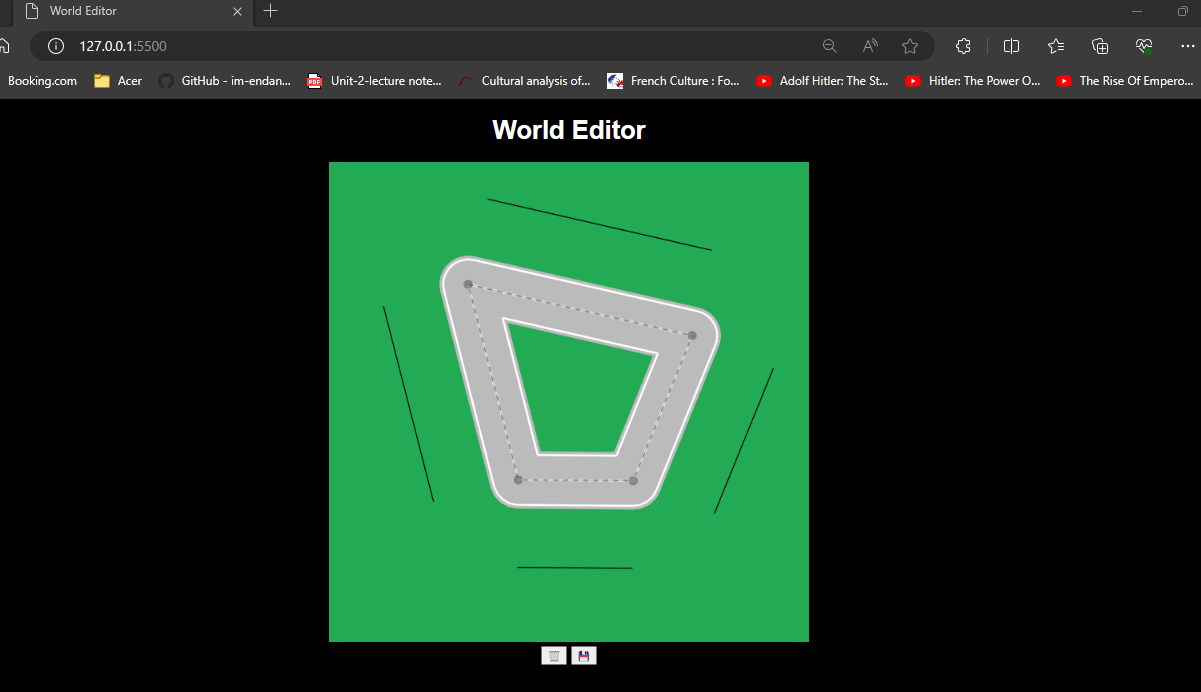 World Editor
127.0.0.1:5500
Booking.com Acer GitHub - im-endan... PDF Unit-2-lecture note... Cultural analysis of... French Culture : Fo... Adolf Hitler: The St... Hitler: The Power O... The Rise Of Empero...
World Editor